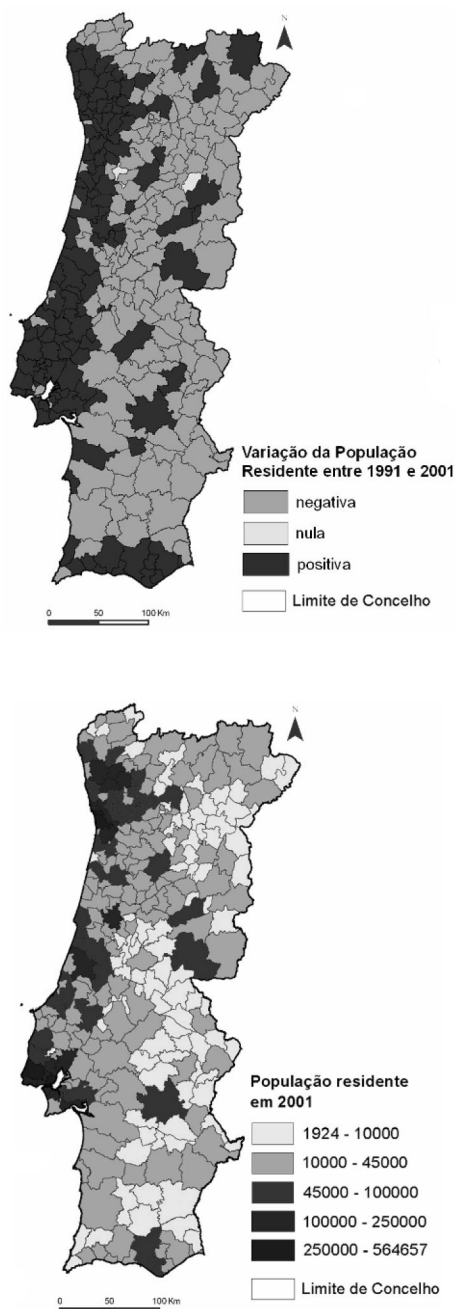 N
Variação da População
Residente entre 1991 e 2001
negativa
nula
positiva
Limite de Concelho
0 50 100 Km
N
População residente
em 2001
1924 - 10000
10000 - 45000
45000 - 100000
100000 - 250000
250000 - 564657
Limite de Concelho
0 50 100 Km